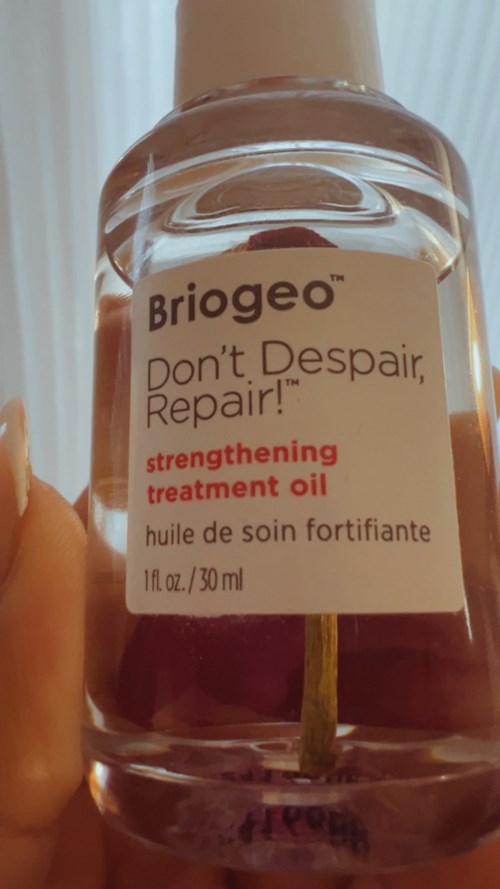 Briogeo™
Don't Despair,
Repair!™
strengthening
treatment oil
huile de soin fortifiante
1 fl. oz. / 30 ml